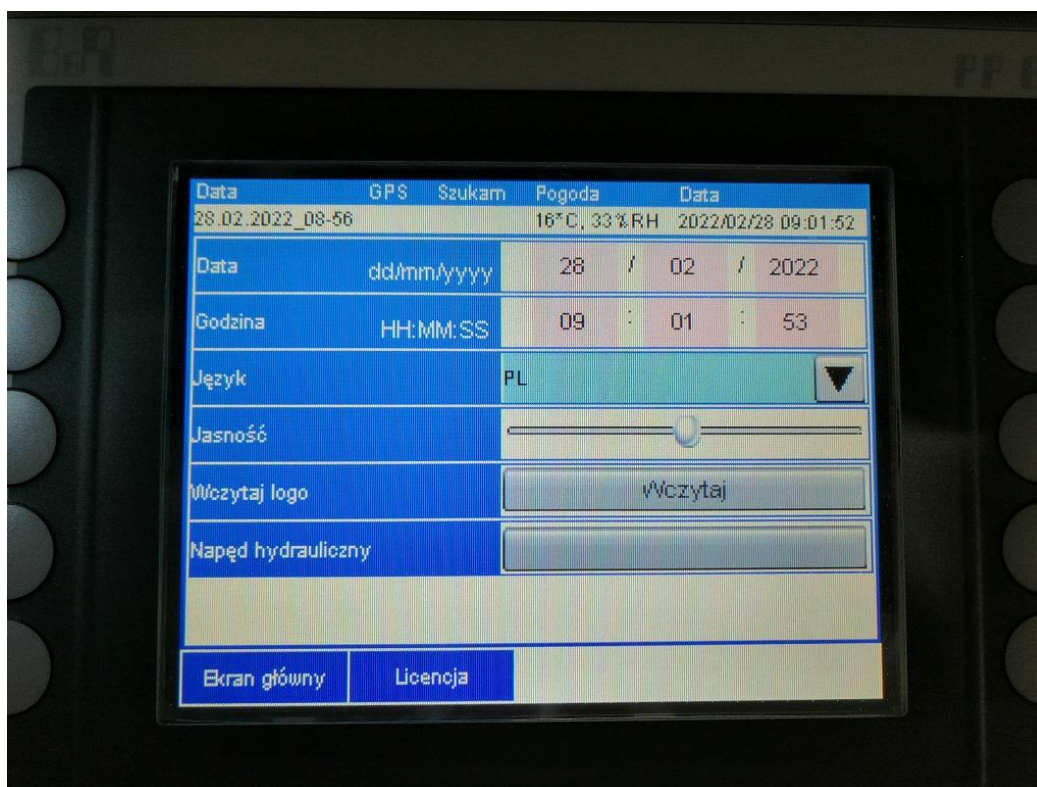 B&R
PP
Data GPS Szukam Pogoda Data
28.02.2022_08-56 16°C, 33%RH 2022/02/28 09:01:52
Data dd/mm/yyyy 28 / 02 / 2022
Godzina HH:MM:SS 09 : 01 : 53
Język PL
Jasność
Wczytaj logo Wczytaj
Napęd hydrauliczny
Ekran główny Licencja